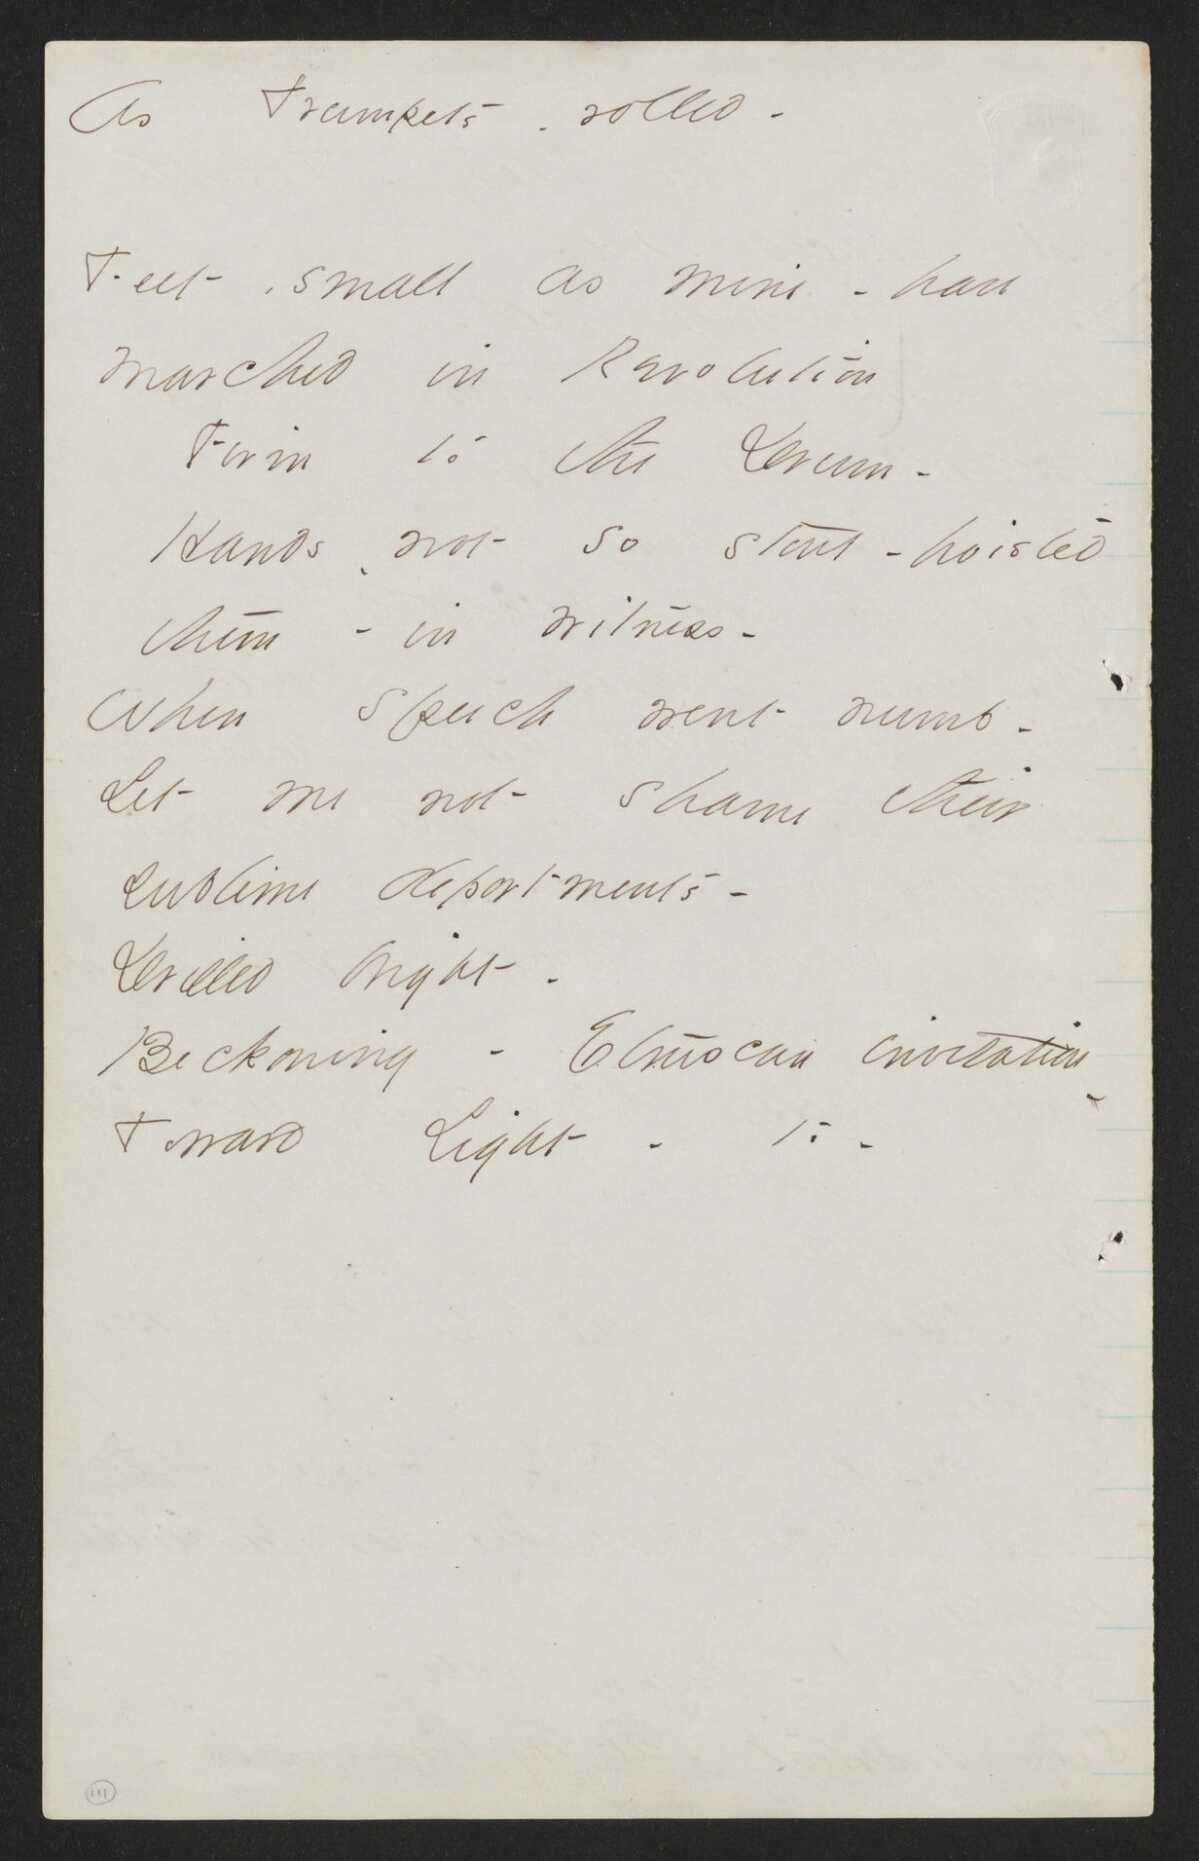 As Trumpets - rolled -
Feet, small as mine - have
marched in Revolution
Firm to the Drum -
Hands, not so stout - hoisted
them - in witness -
When Speech went numb -
Let me not shame their
sublime deportments -
Drilled bright -
Beckoning - Etruscan invitation -
Toward Light - to -